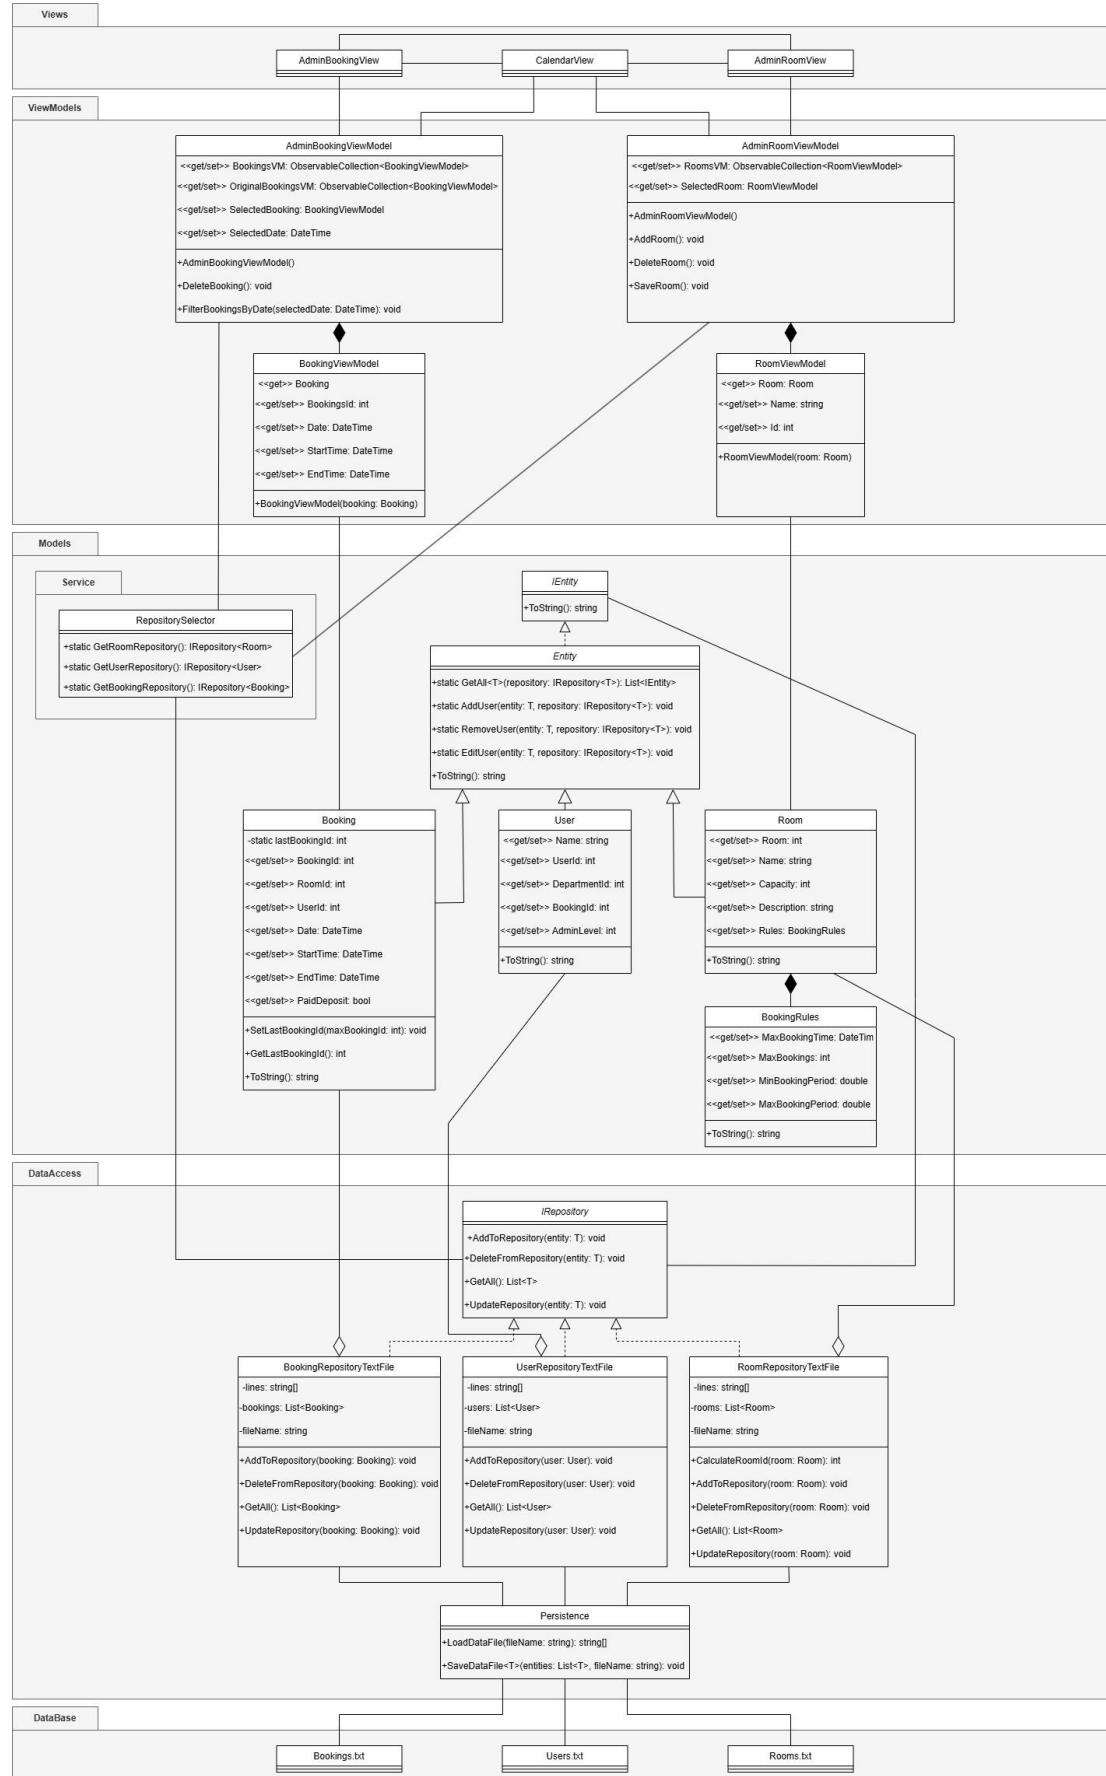 Views
AdminBookingView
CalendarView
AdminRoomView
ViewModels
AdminBookingViewModel
<<get/set>> BookingsVM: ObservableCollection<BookingViewModel>
<<get/set>> OriginalBookingsVM: ObservableCollection<BookingViewModel>
<<get/set>> SelectedBooking: BookingViewModel
<<get/set>> SelectedDate: DateTime
+AdminBookingViewModel()
+DeleteBooking(): void
+FilterBookingsByDate(selectedDate: DateTime): void
AdminRoomViewModel
<<get/set>> RoomsVM: ObservableCollection<RoomViewModel>
<<get/set>> SelectedRoom: RoomViewModel
+AdminRoomViewModel()
+AddRoom(): void
+DeleteRoom(): void
+SaveRoom(): void
BookingViewModel
<<get>> Booking
<<get/set>> BookingsId: int
<<get/set>> Date: DateTime
<<get/set>> StartTime: DateTime
<<get/set>> EndTime: DateTime
+BookingViewModel(booking: Booking)
RoomViewModel
<<get>> Room: Room
<<get/set>> Name: string
<<get/set>> Id: int
+RoomViewModel(room: Room)
Models
Service
RepositorySelector
+static GetRoomRepository(): IRepository<Room>
+static GetUserRepository(): IRepository<User>
+static GetBookingRepository(): IRepository<Booking>
IEntity
+ToString(): string
Entity
+static GetAll<T>(repository: IRepository<T>): List<IEntity>
+static AddUser(entity: T, repository: IRepository<T>): void
+static RemoveUser(entity: T, repository: IRepository<T>): void
+static EditUser(entity: T, repository: IRepository<T>): void
+ToString(): string
Booking
-static lastBookingId: int
<<get/set>> BookingId: int
<<get/set>> RoomId: int
<<get/set>> UserId: int
<<get/set>> Date: DateTime
<<get/set>> StartTime: DateTime
<<get/set>> EndTime: DateTime
<<get/set>> PaidDeposit: bool
+SetLastBookingId(maxBookingId: int): void
+GetLastBookingId(): int
+ToString(): string
User
<<get/set>> Name: string
<<get/set>> UserId: int
<<get/set>> DepartmentId: int
<<get/set>> BookingId: int
<<get/set>> AdminLevel: int
+ToString(): string
Room
<<get/set>> Room: int
<<get/set>> Name: string
<<get/set>> Capacity: int
<<get/set>> Description: string
<<get/set>> Rules: BookingRules
+ToString(): string
BookingRules
<<get/set>> MaxBookingTime: DateTim
<<get/set>> MaxBookings: int
<<get/set>> MinBookingPeriod: double
<<get/set>> MaxBookingPeriod: double
+ToString(): string
DataAccess
IRepository
+AddToRepository(entity: T): void
+DeleteFromRepository(entity: T): void
+GetAll(): List<T>
+UpdateRepository(entity: T): void
BookingRepositoryTextFile
-lines: string[]
-bookings: List<Booking>
-fileName: string
+AddToRepository(booking: Booking): void
+DeleteFromRepository(booking: Booking): void
+GetAll(): List<Booking>
+UpdateRepository(booking: Booking): void
UserRepositoryTextFile
-lines: string[]
-users: List<User>
-fileName: string
+AddToRepository(user: User): void
+DeleteFromRepository(user: User): void
+GetAll(): List<User>
+UpdateRepository(user: User): void
RoomRepositoryTextFile
-lines: string[]
-rooms: List<Room>
-fileName: string
+CalculateRoomId(room: Room): int
+AddToRepository(room: Room): void
+DeleteFromRepository(room: Room): void
+GetAll(): List<Room>
+UpdateRepository(room: Room): void
Persistence
+LoadDataFile(fileName: string): string[]
+SaveDataFile<T>(entities: List<T>, fileName: string): void
DataBase
Bookings.txt
Users.txt
Rooms.txt